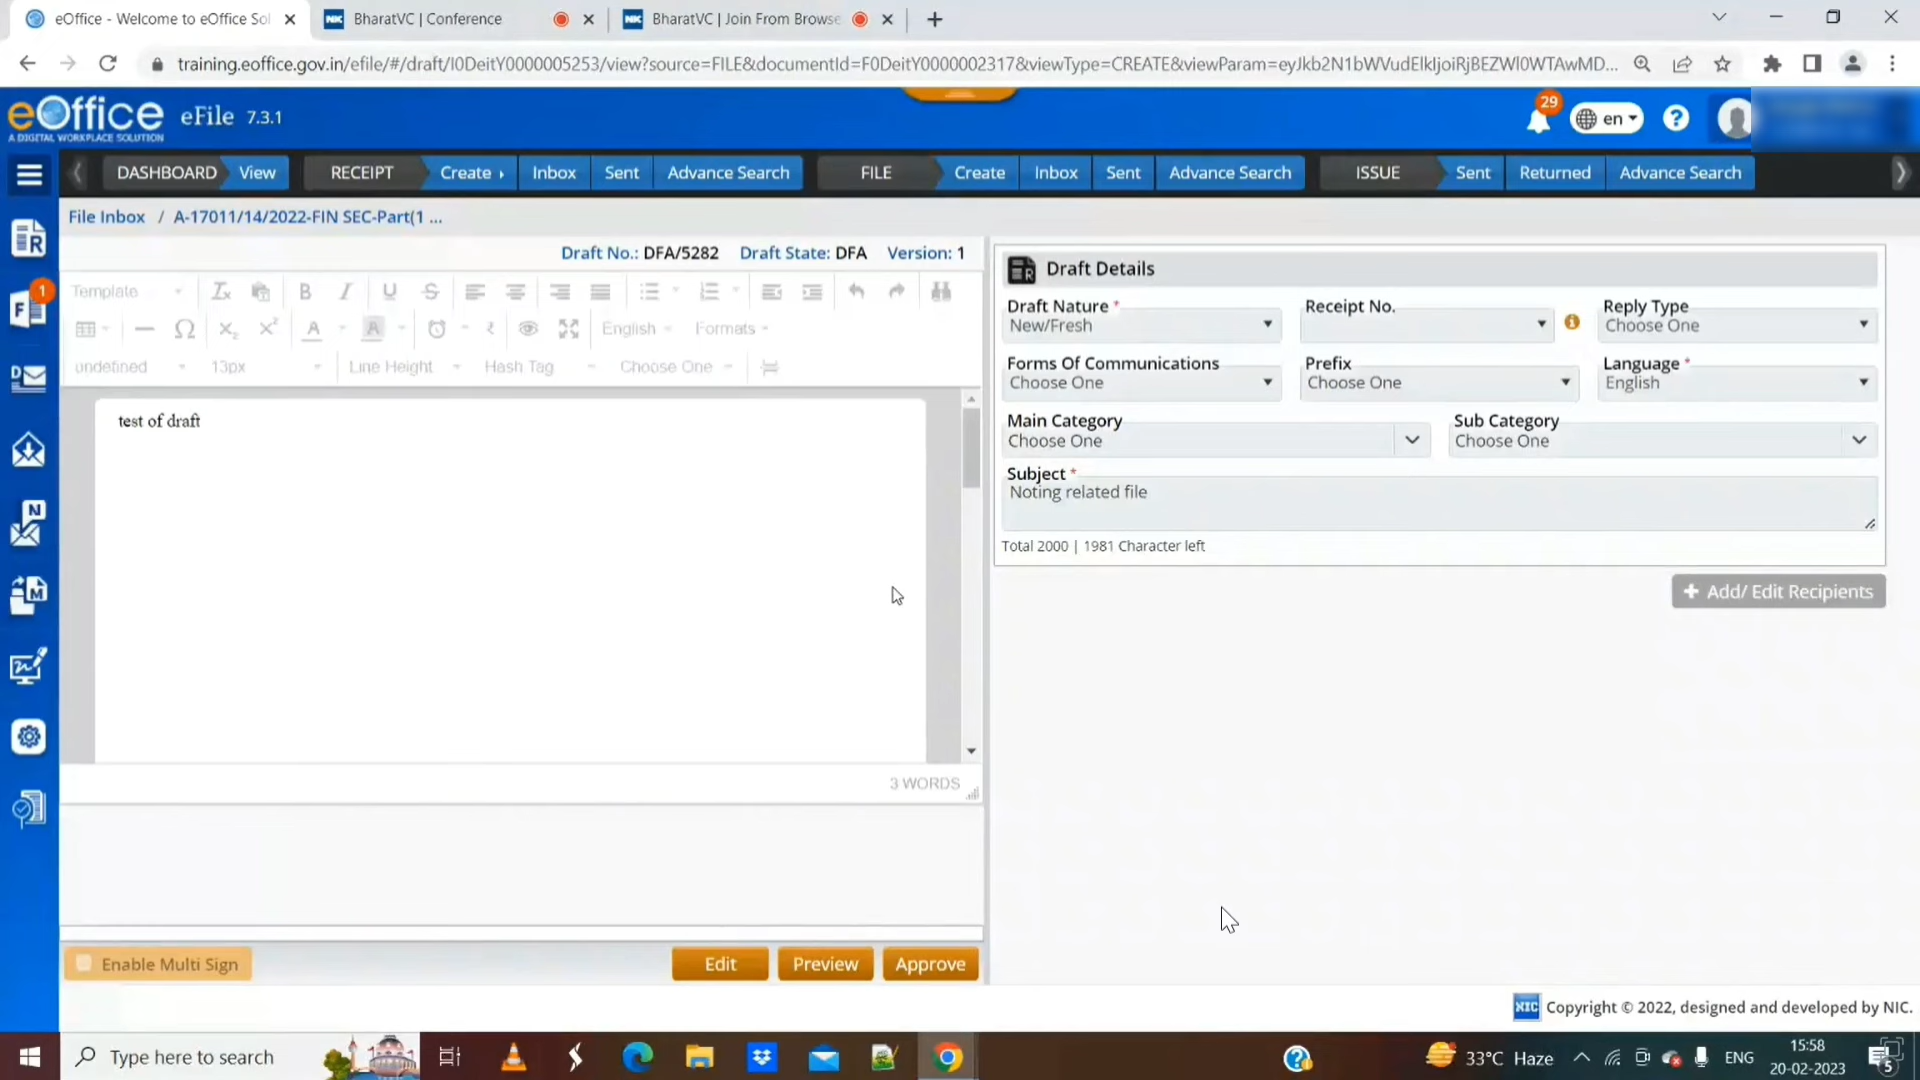 eOffice - Welcome to eOffice Sol
BharatVC | Conference
BharatVC | Join From Browse
training.eoffice.gov.in/efile/#/draft/I0DeitY0000005253/view?source=FILE&documentId=F0DeitY0000002317&viewType=CREATE&viewParam=eyJkb2N1bWVudElkIjoiRjBEZWl0WTAwMD...
eOffice eFile 7.3.1
A DIGITAL WORKPLACE SOLUTION
29 en ?
DASHBOARD View RECEIPT Create Inbox Sent Advance Search FILE Create Inbox Sent Advance Search ISSUE Sent Returned Advance Search
File Inbox / A-17011/14/2022-FIN SEC-Part(1 ...
Draft No.: DFA/5282 Draft State: DFA Version: 1
Template
English Formats
undefined 13px Line Height Hash Tag Choose One
test of draft
3 WORDS
Enable Multi Sign Edit Preview Approve
Draft Details
Draft Nature * Receipt No. Reply Type
New/Fresh Choose One
Forms Of Communications Prefix Language *
Choose One Choose One English
Main Category Sub Category
Choose One Choose One
Subject *
Noting related file
Total 2000 | 1981 Character left
+ Add/ Edit Recipients
NIC Copyright © 2022, designed and developed by NIC.
Type here to search
33°C Haze ENG
15:58
20-02-2023
5